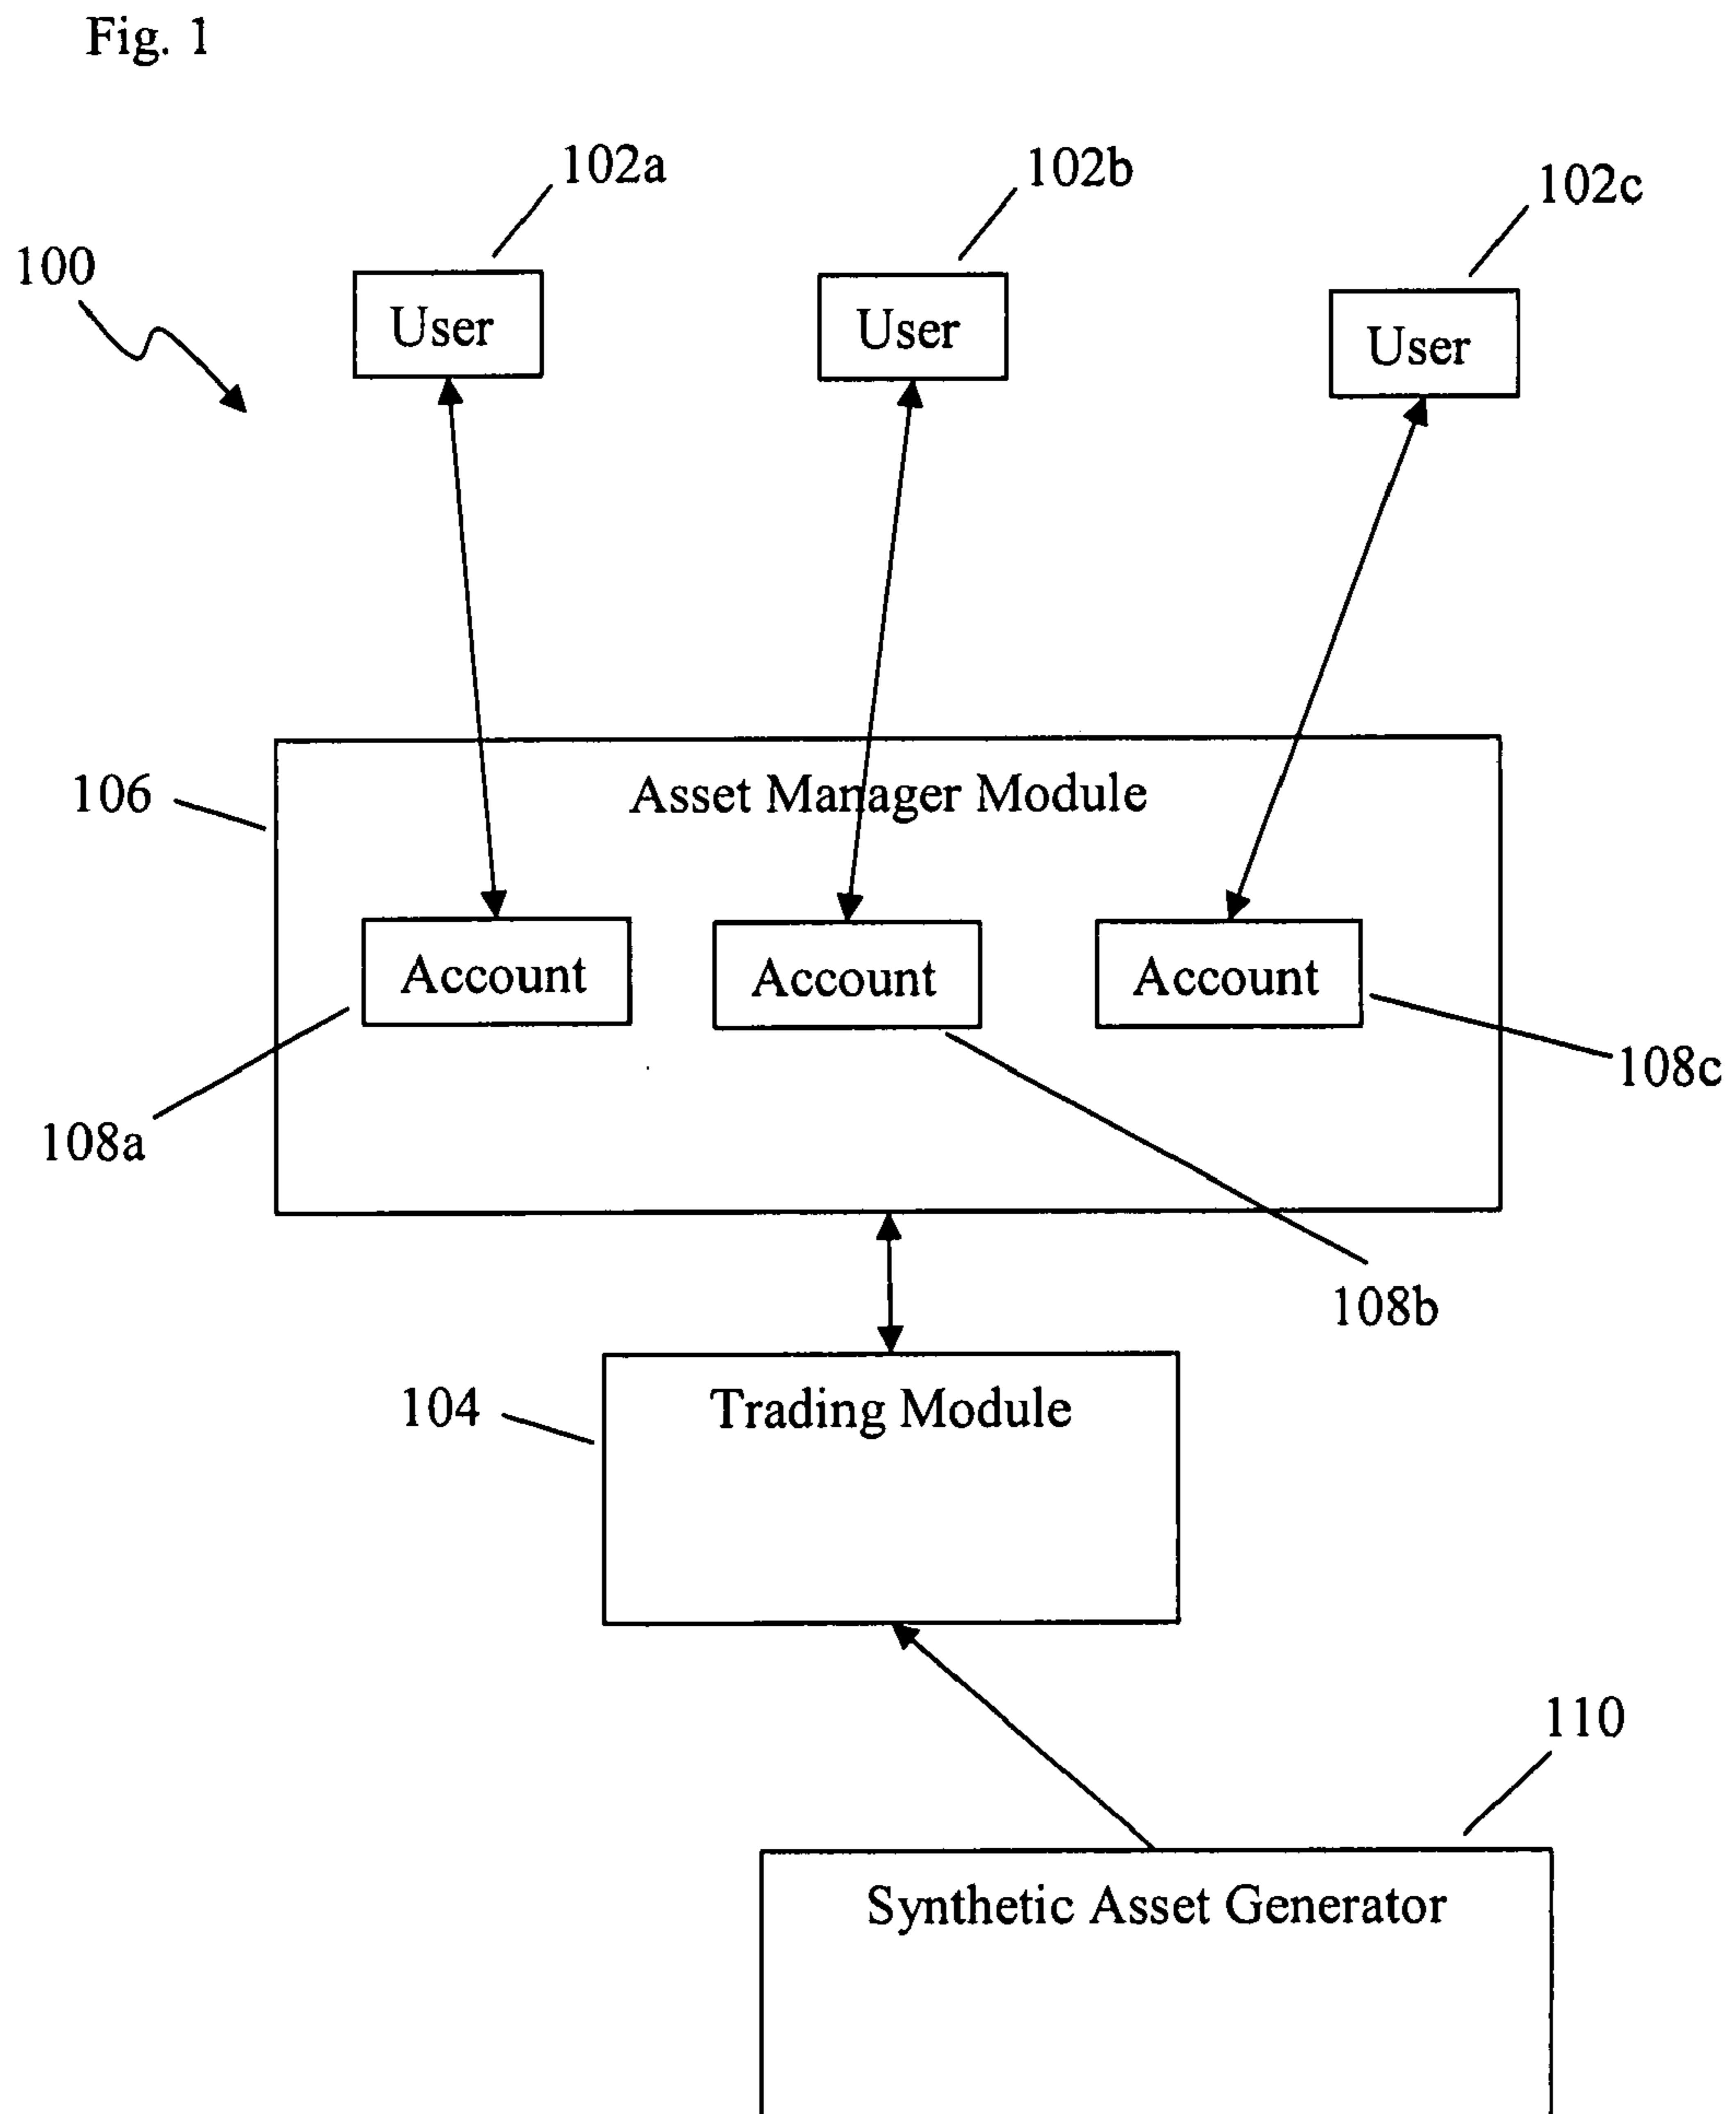 Fig. 1
102a
102b
102c
100
User
User
User
106
Asset Manager Module
Account
Account
Account
108c
108a
108b
104
Trading Module
110
Synthetic Asset Generator